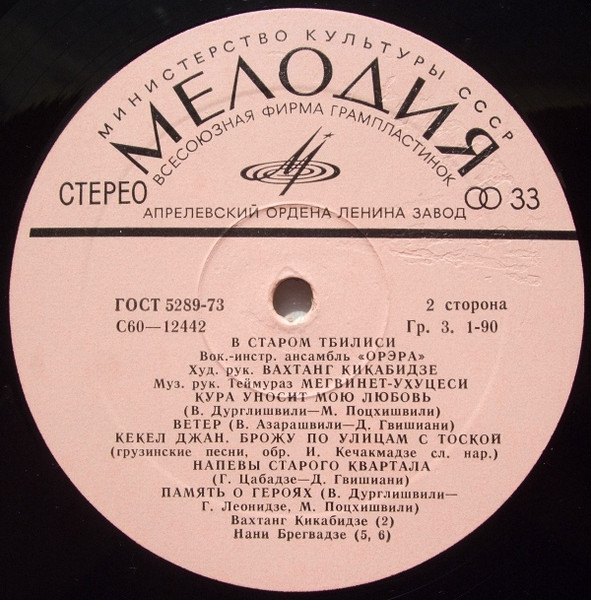 МИНИСТЕРСТВО КУЛЬТУРЫ СССР
МЕЛОДИЯ
ВСЕСОЮЗНАЯ ФИРМА ГРАМПЛАСТИНОК
СТЕРЕО
33
АПРЕЛЕВСКИЙ ОРДЕНА ЛЕНИНА ЗАВОД
ГОСТ 5289-73
2 сторона
С60—12442
Гр. 3. 1-90
В СТАРОМ ТБИЛИСИ
Вок.-инстр. ансамбль «ОРЭРА»
Худ. рук. ВАХТАНГ КИКАБИДЗЕ
Муз. рук. Теймураз МЕГВИНЕТ-УХУЦЕСИ
КУРА УНОСИТ МОЮ ЛЮБОВЬ
(В. Дурглишвили—М. Поцхишвили)
ВЕТЕР (В. Азарашвили—Д. Гвишиани)
КЕКЕЛ ДЖАН. БРОЖУ ПО УЛИЦАМ С ТОСКОЙ
(грузинские песни, обр. И. Кечакмадзе сл. нар.)
НАПЕВЫ СТАРОГО КВАРТАЛА
(Г. Цабадзе—Д. Гвишиани)
ПАМЯТЬ О ГЕРОЯХ (В. Дурглишвили—
Г. Леонидзе, М. Поцхишвили)
Вахтанг Кикабидзе (2)
Нани Брегвадзе (5, 6)